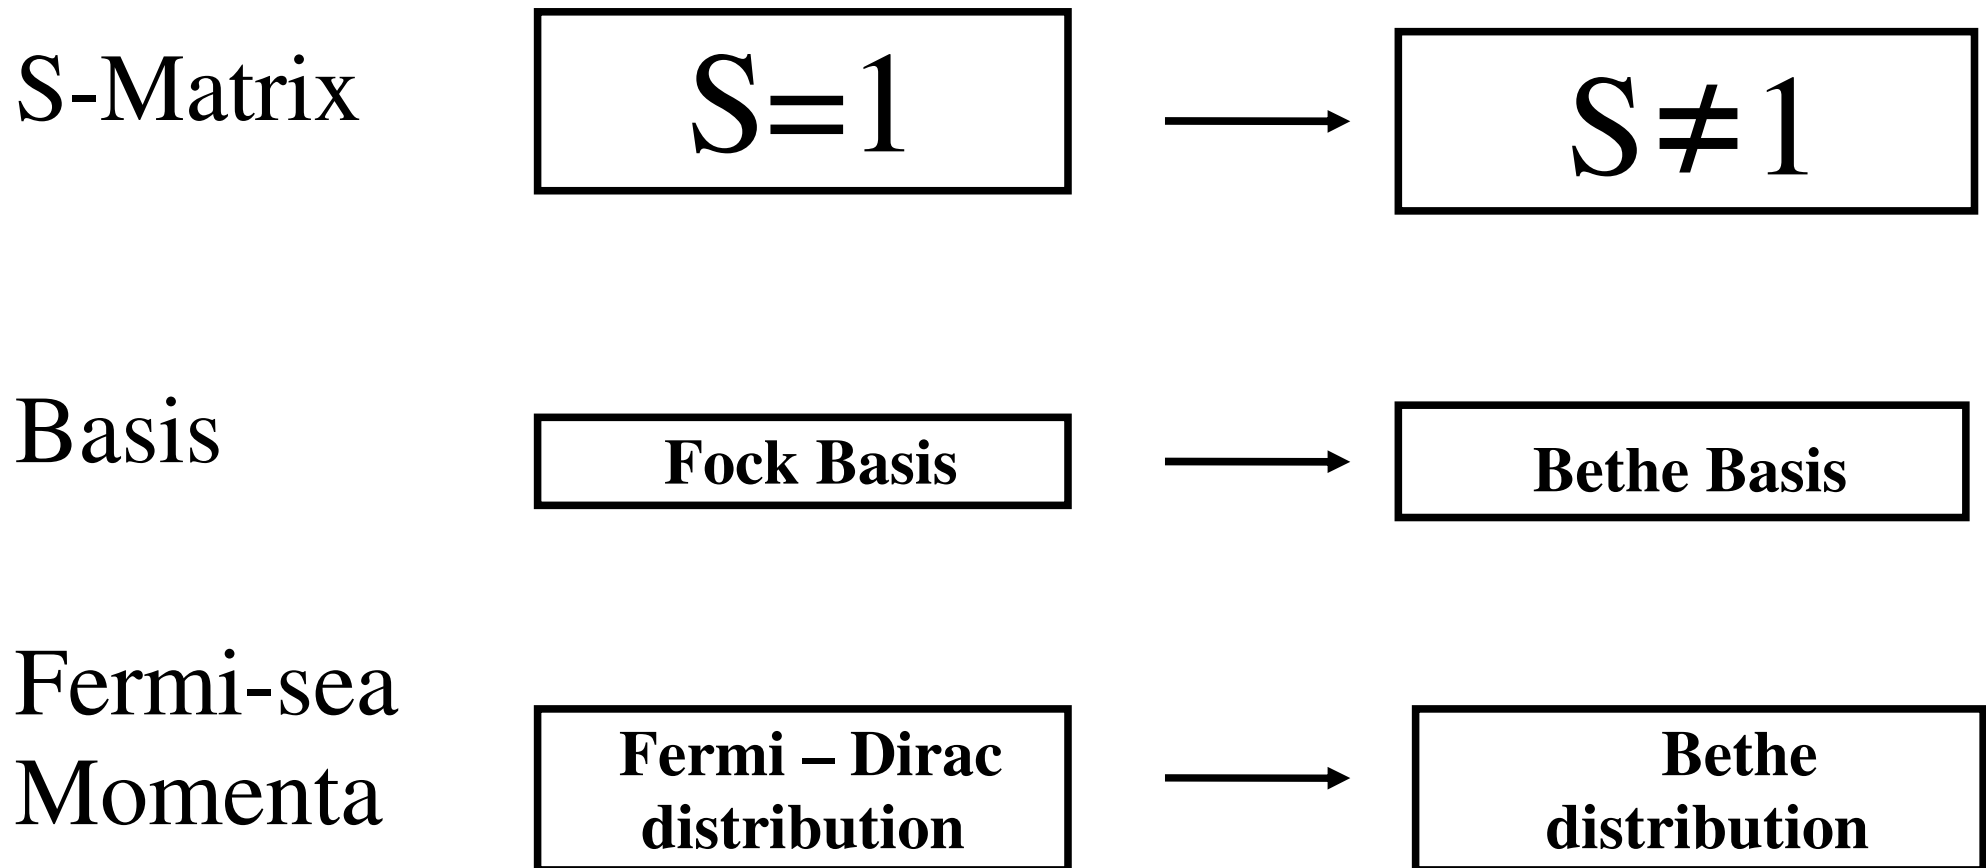 S-Matrix
S=1
S≠1
Basis
Fock Basis
Bethe Basis
Fermi-sea
Momenta
Fermi – Dirac
distribution
Bethe
distribution